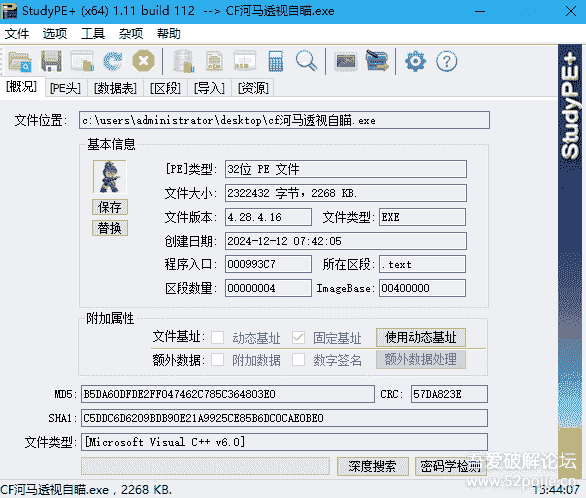 StudyPE+ (x64) 1.11 build 112 --> CF河马透视自瞄.exe
文件 选项 工具 杂项 帮助
[概况] [PE头] [数据表] [区段] [导入] [资源]
StudyPE+
文件位置: c:\users\administrator\desktop\cf河马透视自瞄.exe
基本信息
[PE]类型: 32位 PE 文件
文件大小: 2322432 字节, 2268 KB.
保存
文件版本: 4.28.4.16 文件类型: EXE
替换
创建日期: 2024-12-12 07:42:05
程序入口: 000993C7 所在区段: .text
区段数量: 00000004 ImageBase: 00400000
附加属性
文件基址: 动态基址 固定基址 使用动态基址
额外数据: 附加数据 数字签名 额外数据处理
MD5: B5DA60DFDE2FF047462C785C364803E0 CRC: 57DA823E
SHA1: C5DDC6D6209BDB90E21A9925CE85B6DC0CAE0BE0
文件类型: [Microsoft Visual C++ v6.0]
深度搜索 密码学检测
吾爱破解论坛
www.52pojie.cn
CF河马透视自瞄.exe, 2268 KB. 15:44:07